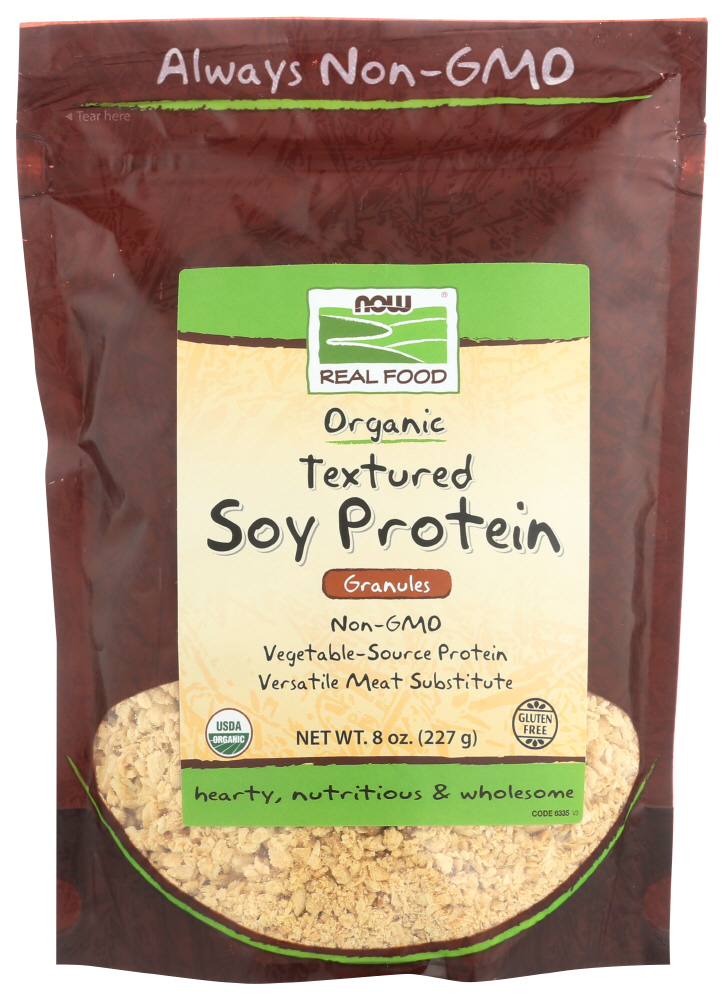 Always Non-GMO
◄ Tear here
now®
REAL FOOD
Organic
Textured
Soy Protein
Granules
Non-GMO
Vegetable-Source Protein
Versatile Meat Substitute
USDA
ORGANIC
NET WT. 8 oz. (227 g)
GLUTEN
FREE
hearty, nutritious & wholesome
CODE 6335 V3